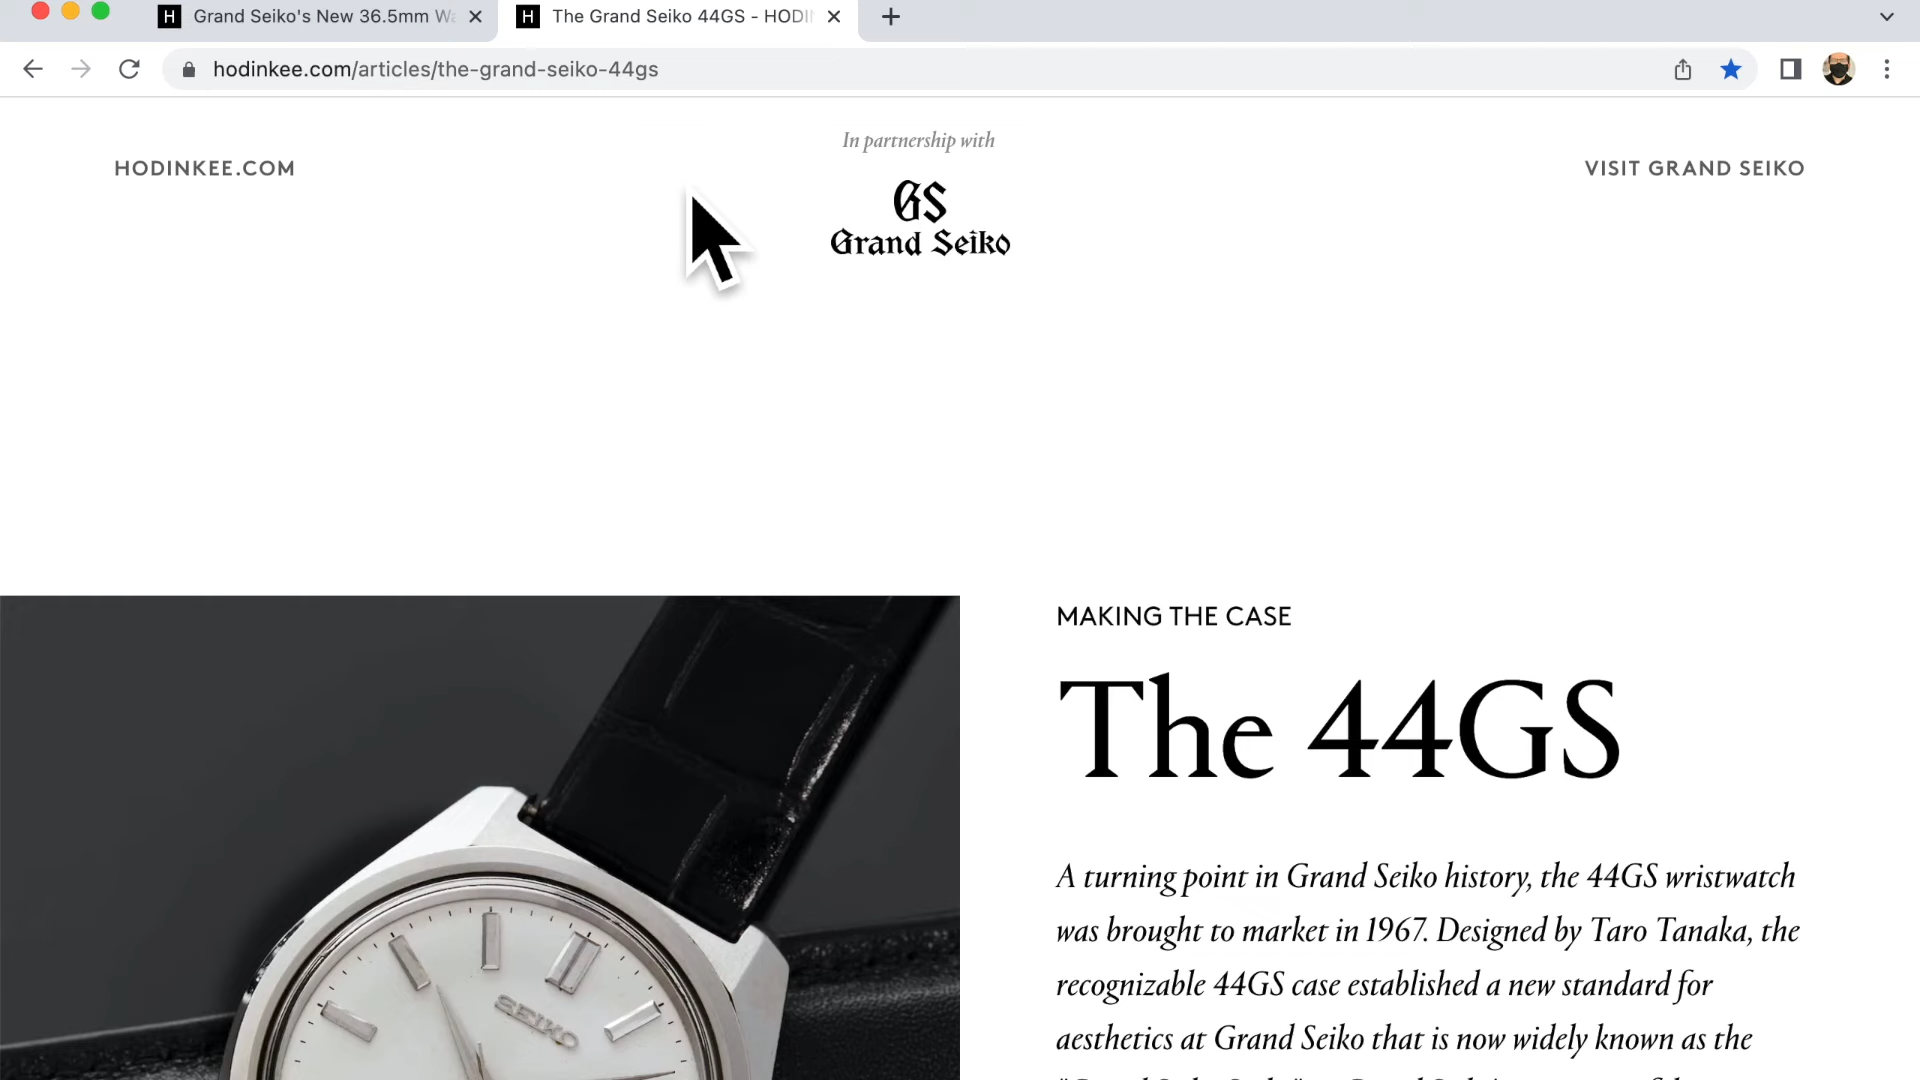 Grand Seiko's New 36.5mm Wa
The Grand Seiko 44GS - HODI
hodinkee.com/articles/the-grand-seiko-44gs
In partnership with
HODINKEE.COM
GS
Grand Seiko
VISIT GRAND SEIKO
MAKING THE CASE
The 44GS
A turning point in Grand Seiko history, the 44GS wristwatch
was brought to market in 1967. Designed by Taro Tanaka, the
recognizable 44GS case established a new standard for
aesthetics at Grand Seiko that is now widely known as the
SEIKO